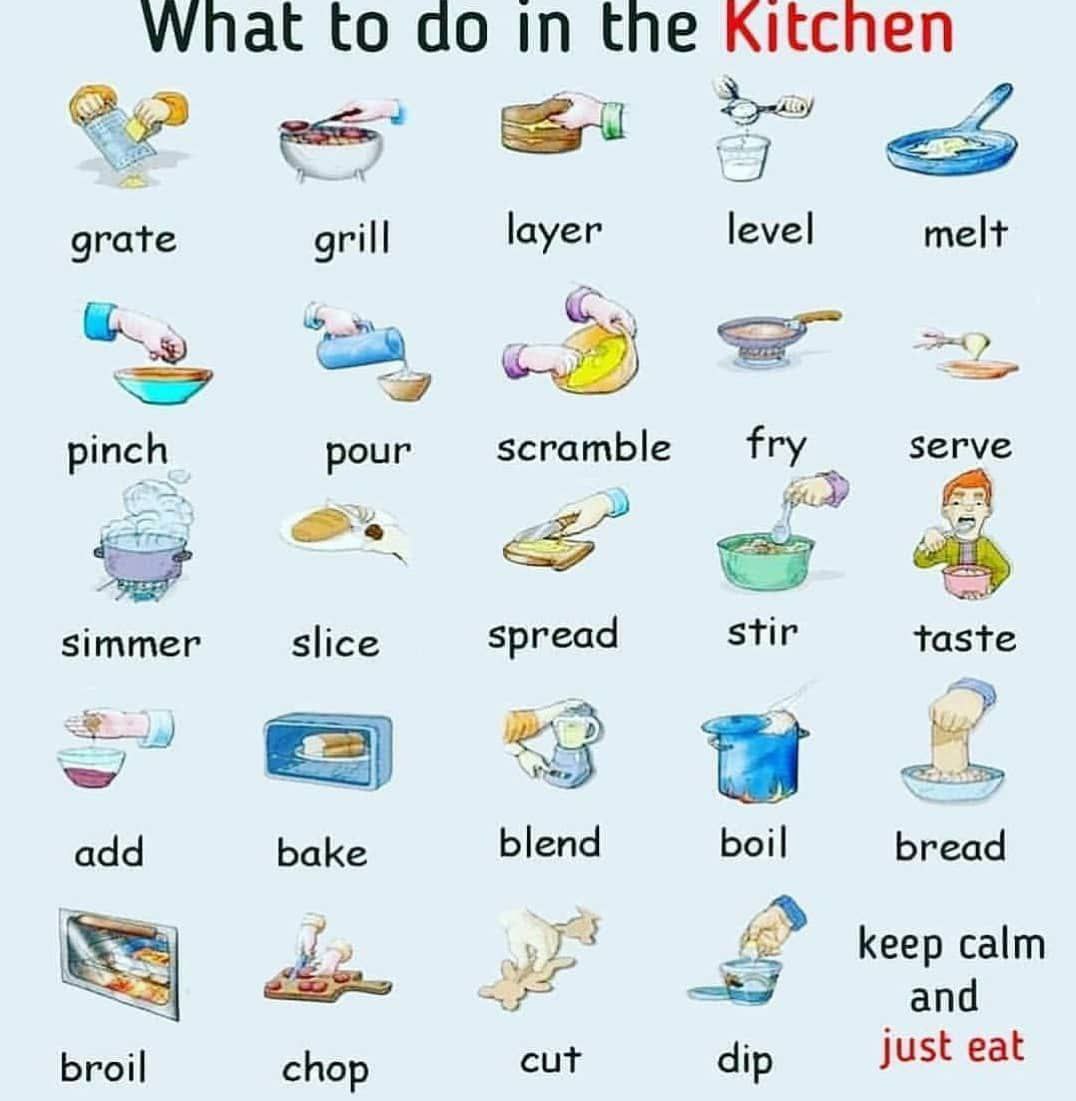 What to do in the Kitchen
grate grill layer level melt
pinch pour scramble fry serve
simmer slice spread stir taste
add bake blend boil bread
broil chop cut dip
keep calm
and
just eat